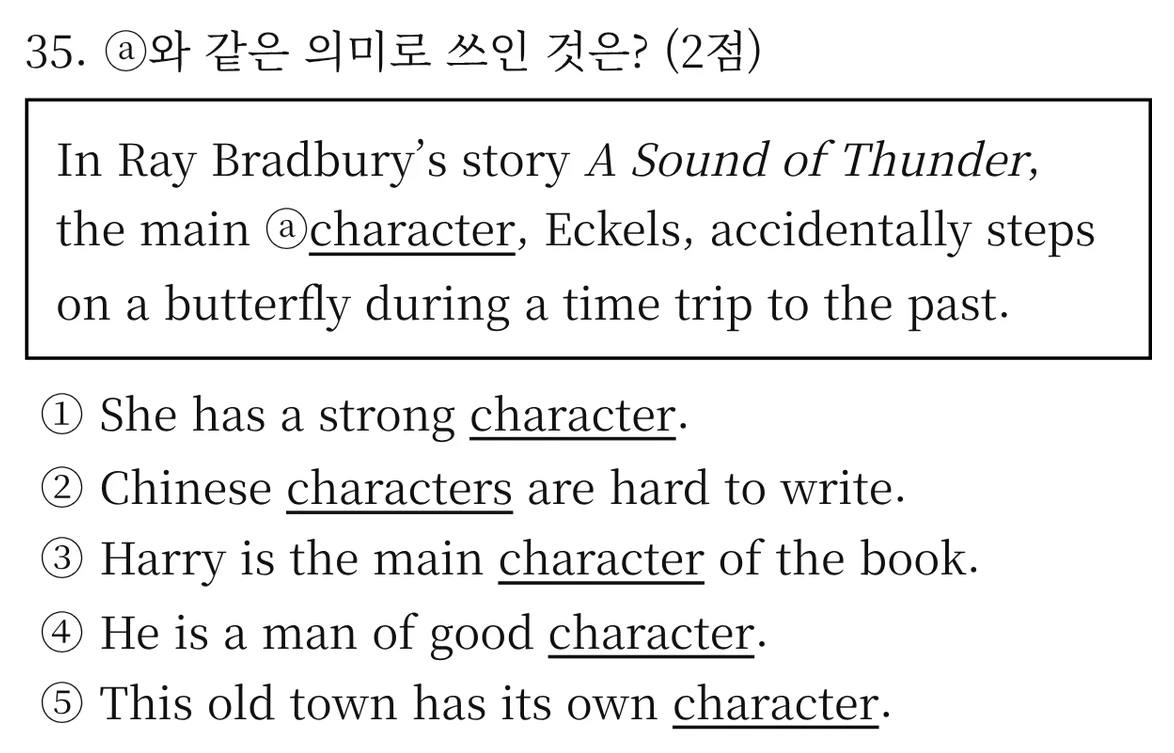 35. ⓐ와 같은 의미로 쓰인 것은? (2점)
In Ray Bradbury’s story A Sound of Thunder,
the main ⓐcharacter, Eckels, accidentally steps
on a butterfly during a time trip to the past.
① She has a strong character.
② Chinese characters are hard to write.
③ Harry is the main character of the book.
④ He is a man of good character.
⑤ This old town has its own character.